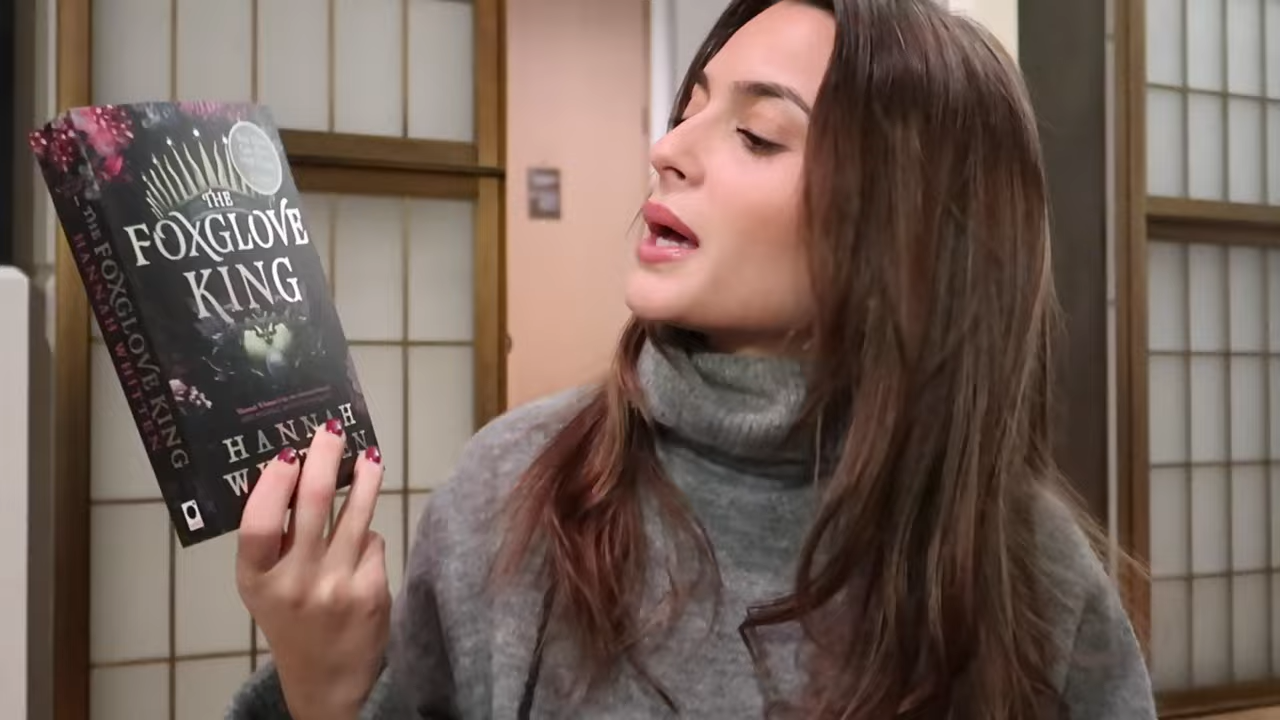 THE
FOXGLOVE
KING
HANNAH
THE FOXGLOVE KING
HANNAH WHITTEN